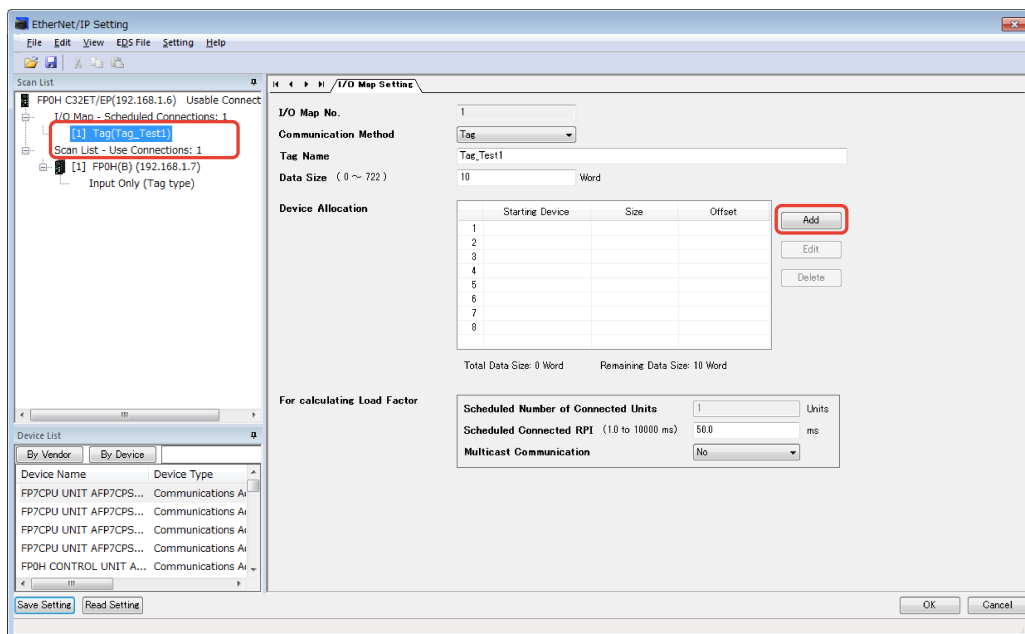 EtherNet/IP Setting
File Edit View EDS File Setting Help
Scan List
FP0H C32ET/EP(192.168.1.6) Usable Connect
I/O Map - Scheduled Connections: 1
[1] Tag(Tag_Test1)
Scan List - Use Connections: 1
[1] FP0H(B) (192.168.1.7)
Input Only (Tag type)
Device List
By Vendor By Device
Device Name Device Type
FP7CPU UNIT AFP7CPS... Communications A
FP7CPU UNIT AFP7CPS... Communications A
FP7CPU UNIT AFP7CPS... Communications A
FP7CPU UNIT AFP7CPS... Communications A
FP0H CONTROL UNIT A... Communications A
Save Setting Read Setting
I/O Map Setting
I/O Map No. 1
Communication Method Tag
Tag Name Tag_Test1
Data Size ( 0 ~ 722 ) 10 Word
Device Allocation
Starting Device Size Offset
1
2
3
4
5
6
7
8
Add
Edit
Delete
Total Data Size: 0 Word Remaining Data Size: 10 Word
For calculating Load Factor
Scheduled Number of Connected Units 1 Units
Scheduled Connected RPI (1.0 to 10000 ms) 50.0 ms
Multicast Communication No
OK Cancel